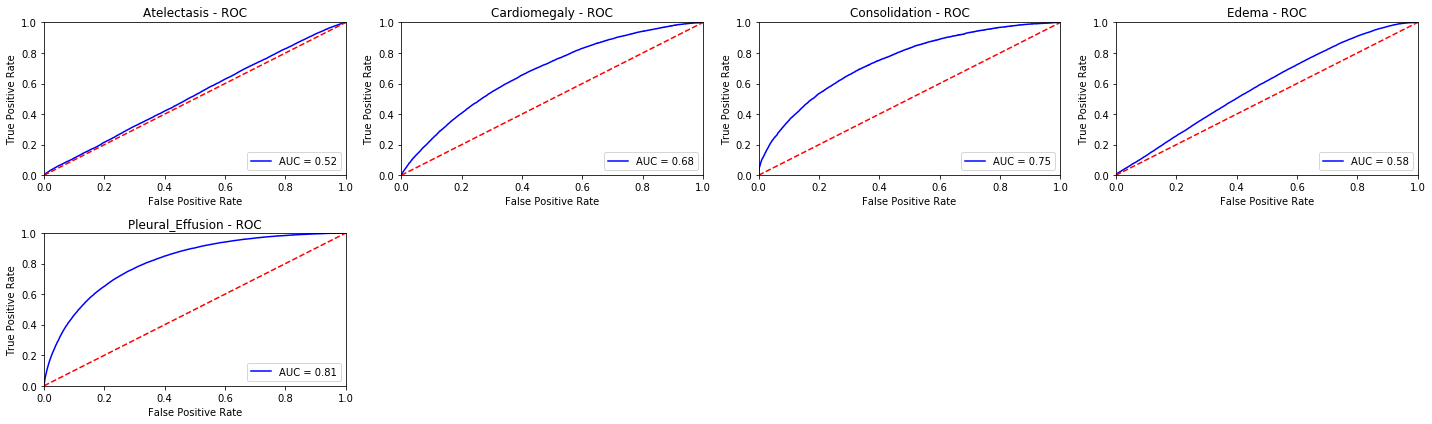 Atelectasis - ROC
True Positive Rate
1.0
0.8
0.6
0.4
0.2
0.0
AUC = 0.52
0.0 0.2 0.4 0.6 0.8 1.0
False Positive Rate
Cardiomegaly - ROC
True Positive Rate
1.0
0.8
0.6
0.4
0.2
0.0
AUC = 0.68
0.0 0.2 0.4 0.6 0.8 1.0
False Positive Rate
Consolidation - ROC
True Positive Rate
1.0
0.8
0.6
0.4
0.2
0.0
AUC = 0.75
0.0 0.2 0.4 0.6 0.8 1.0
False Positive Rate
Edema - ROC
True Positive Rate
1.0
0.8
0.6
0.4
0.2
0.0
AUC = 0.58
0.0 0.2 0.4 0.6 0.8 1.0
False Positive Rate
Pleural_Effusion - ROC
True Positive Rate
1.0
0.8
0.6
0.4
0.2
0.0
AUC = 0.81
0.0 0.2 0.4 0.6 0.8 1.0
False Positive Rate